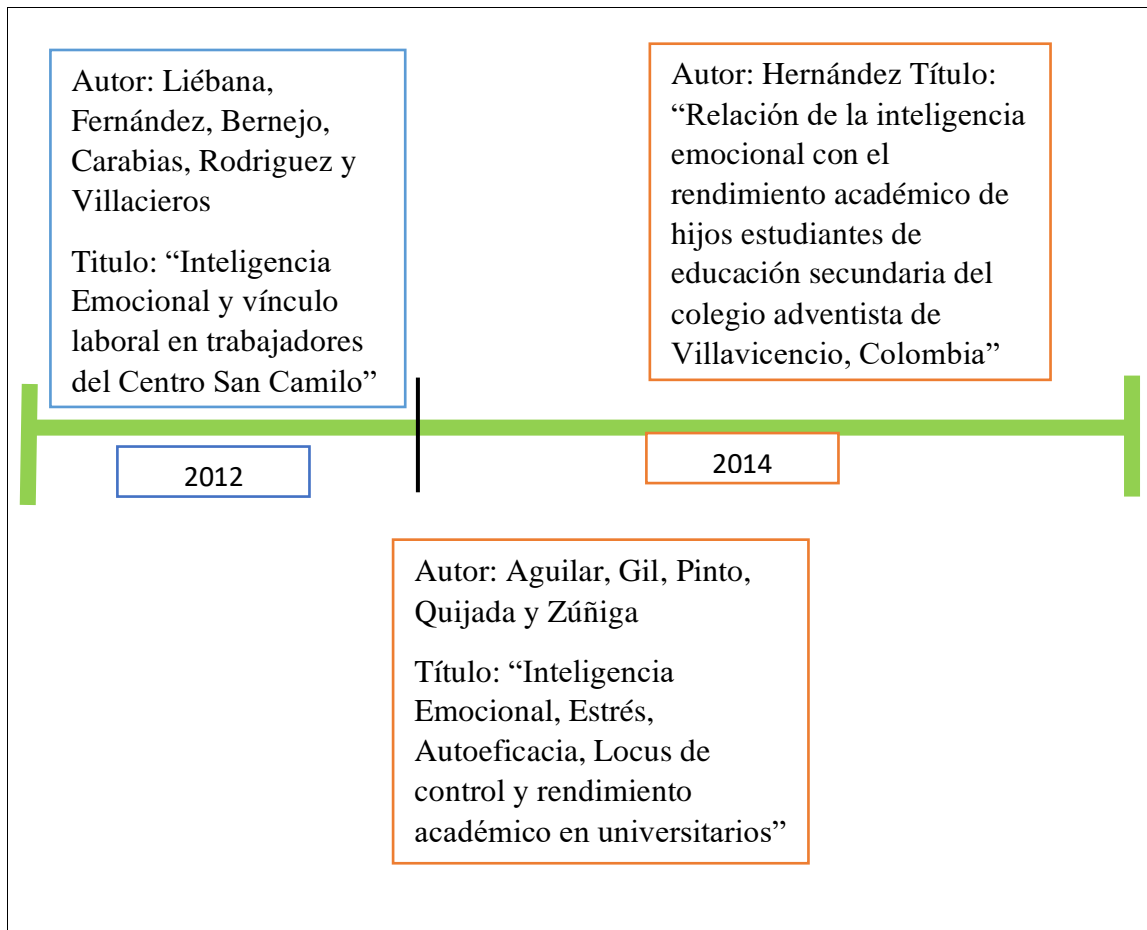 Autor: Liébana,
Fernández, Bernejo,
Carabias, Rodriguez y
Villacieros
Titulo: “Inteligencia
Emocional y vínculo
laboral en trabajadores
del Centro San Camilo”
Autor: Hernández Título:
“Relación de la inteligencia
emocional con el
rendimiento académico de
hijos estudiantes de
educación secundaria del
colegio adventista de
Villavicencio, Colombia”
2012
2014
Autor: Aguilar, Gil, Pinto,
Quijada y Zúñiga
Título: “Inteligencia
Emocional, Estrés,
Autoeficacia, Locus de
control y rendimiento
académico en universitarios”